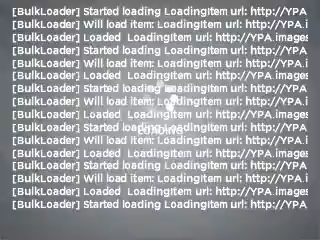 [BulkLoader] Started loading LoadingItem url: http://YPA
[BulkLoader] Will load item: LoadingItem url: http://YPA.i
[BulkLoader] Loaded  LoadingItem url: http://YPA.images
[BulkLoader] Started loading LoadingItem url: http://YPA
[BulkLoader] Will load item: LoadingItem url: http://YPA.i
[BulkLoader] Loaded  LoadingItem url: http://YPA.images
[BulkLoader] Started loading LoadingItem url: http://YPA
[BulkLoader] Will load item: LoadingItem url: http://YPA.i
[BulkLoader] Loaded  LoadingItem url: http://YPA.images
[BulkLoader] Started loading LoadingItem url: http://YPA
LOADING
[BulkLoader] Will load item: LoadingItem url: http://YPA.i
[BulkLoader] Loaded  LoadingItem url: http://YPA.images
[BulkLoader] Started loading LoadingItem url: http://YPA
[BulkLoader] Will load item: LoadingItem url: http://YPA.i
[BulkLoader] Loaded  LoadingItem url: http://YPA.images
[BulkLoader] Started loading LoadingItem url: http://YPA